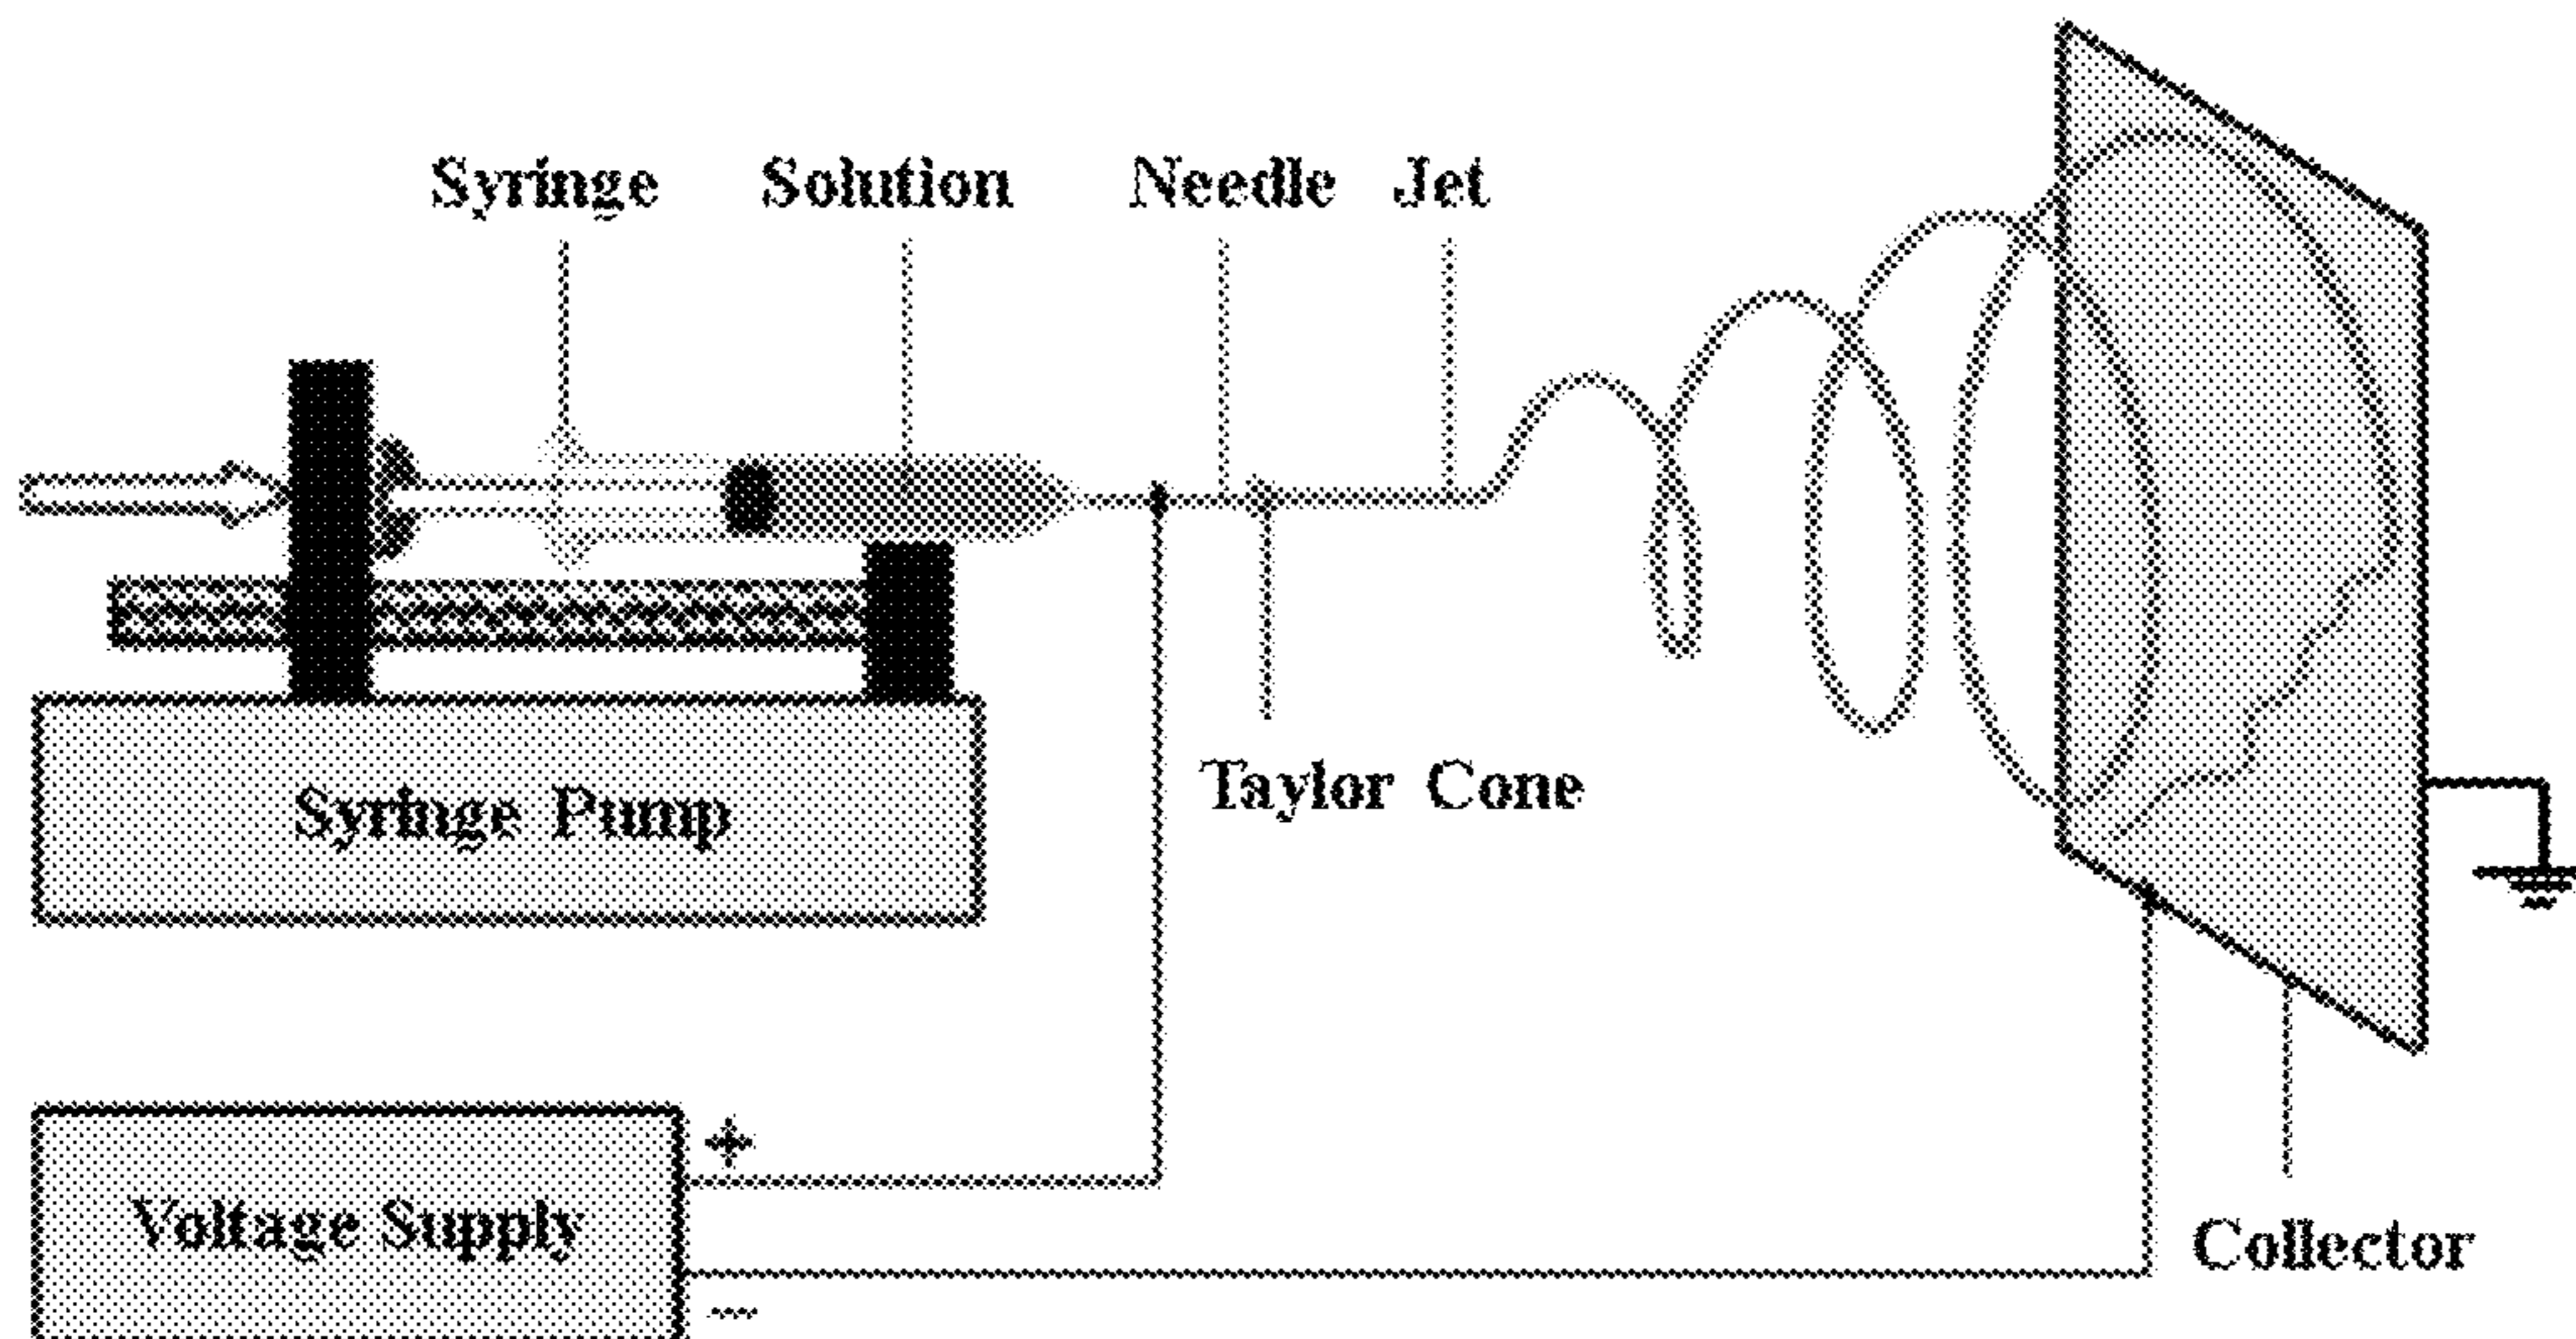 Syringe Solution Needle Jet
Taylor Cone
Syringe Pump
+
Voltage Supply
Collector
-